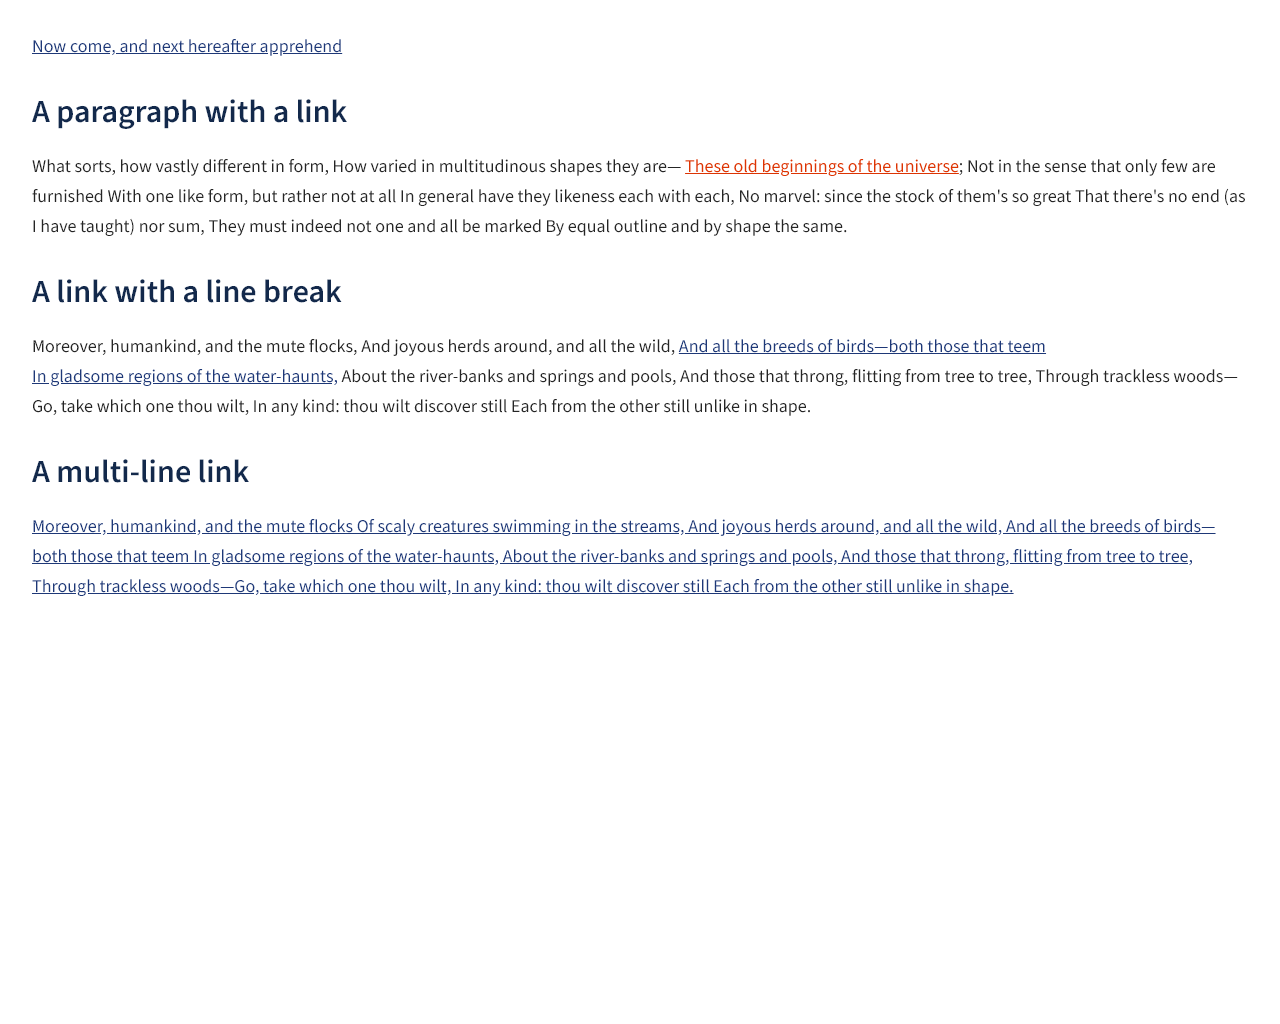 Now come, and next hereafter apprehend
A paragraph with a link
What sorts, how vastly different in form, How varied in multitudinous shapes they are— These old beginnings of the universe; Not in the sense that only few are
furnished With one like form, but rather not at all In general have they likeness each with each, No marvel: since the stock of them's so great That there's no end (as
I have taught) nor sum, They must indeed not one and all be marked By equal outline and by shape the same.
A link with a line break
Moreover, humankind, and the mute flocks, And joyous herds around, and all the wild, And all the breeds of birds—both those that teem
In gladsome regions of the water-haunts, About the river-banks and springs and pools, And those that throng, flitting from tree to tree, Through trackless woods—
Go, take which one thou wilt, In any kind: thou wilt discover still Each from the other still unlike in shape.
A multi-line link
Moreover, humankind, and the mute flocks Of scaly creatures swimming in the streams, And joyous herds around, and all the wild, And all the breeds of birds—
both those that teem In gladsome regions of the water-haunts, About the river-banks and springs and pools, And those that throng, flitting from tree to tree,
Through trackless woods—Go, take which one thou wilt, In any kind: thou wilt discover still Each from the other still unlike in shape.